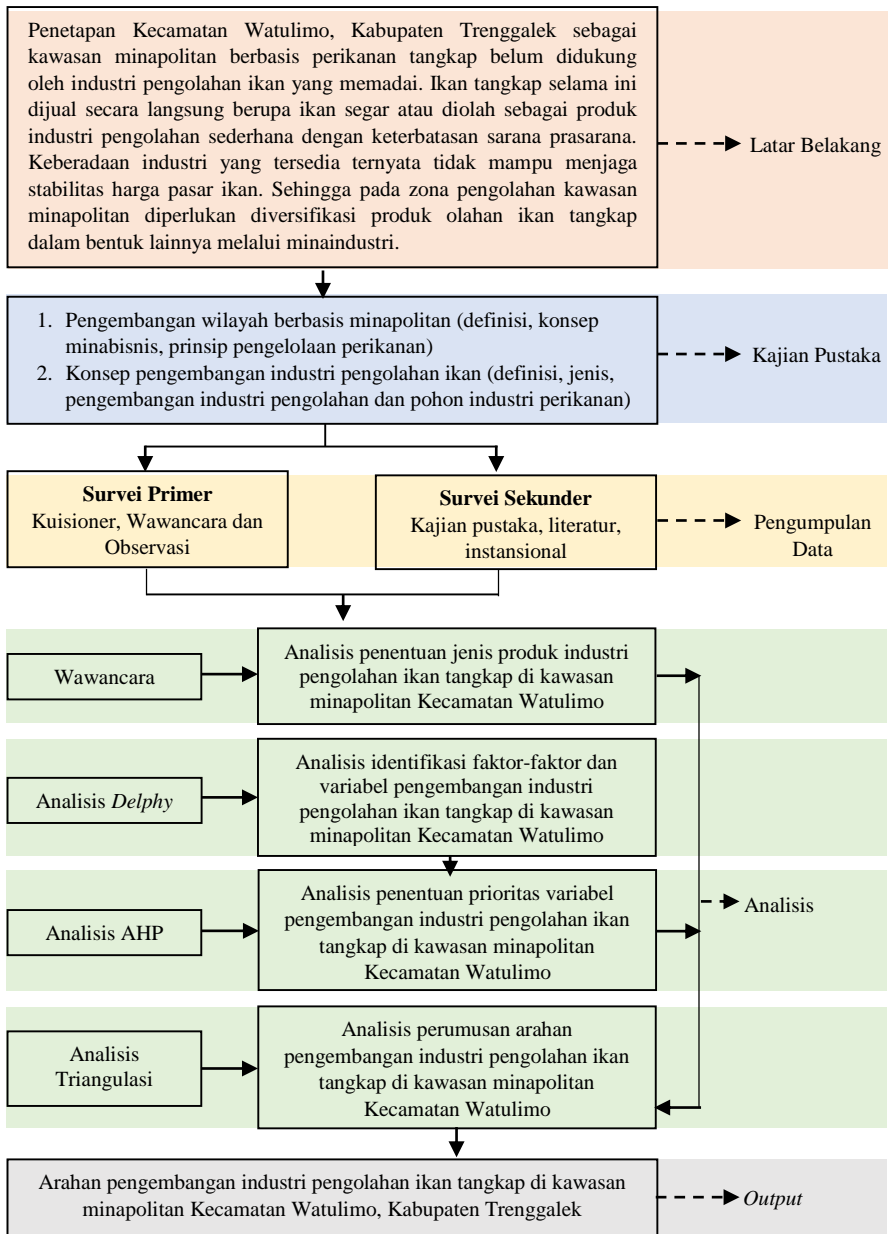 Penetapan Kecamatan Watulimo, Kabupaten Trenggalek sebagai
kawasan minapolitan berbasis perikanan tangkap belum didukung
oleh industri pengolahan ikan yang memadai. Ikan tangkap selama ini
dijual secara langsung berupa ikan segar atau diolah sebagai produk
industri pengolahan sederhana dengan keterbatasan sarana prasarana.
Keberadaan industri yang tersedia ternyata tidak mampu menjaga
stabilitas harga pasar ikan. Sehingga pada zona pengolahan kawasan
minapolitan diperlukan diversifikasi produk olahan ikan tangkap
dalam bentuk lainnya melalui minaindustri.
Latar Belakang
1. Pengembangan wilayah berbasis minapolitan (definisi, konsep
minabisnis, prinsip pengelolaan perikanan)
2. Konsep pengembangan industri pengolahan ikan (definisi, jenis,
pengembangan industri pengolahan dan pohon industri perikanan)
Kajian Pustaka
Survei Primer
Kuisioner, Wawancara dan
Observasi
Survei Sekunder
Kajian pustaka, literatur,
instansional
Pengumpulan
Data
Wawancara
Analisis penentuan jenis produk industri
pengolahan ikan tangkap di kawasan
minapolitan Kecamatan Watulimo
Analisis Delphy
Analisis identifikasi faktor-faktor dan
variabel pengembangan industri
pengolahan ikan tangkap di kawasan
minapolitan Kecamatan Watulimo
Analisis AHP
Analisis penentuan prioritas variabel
pengembangan industri pengolahan ikan
tangkap di kawasan minapolitan
Kecamatan Watulimo
Analisis
Analisis
Triangulasi
Analisis perumusan arahan
pengembangan industri pengolahan ikan
tangkap di kawasan minapolitan
Kecamatan Watulimo
Arahan pengembangan industri pengolahan ikan tangkap di kawasan
minapolitan Kecamatan Watulimo, Kabupaten Trenggalek
Output